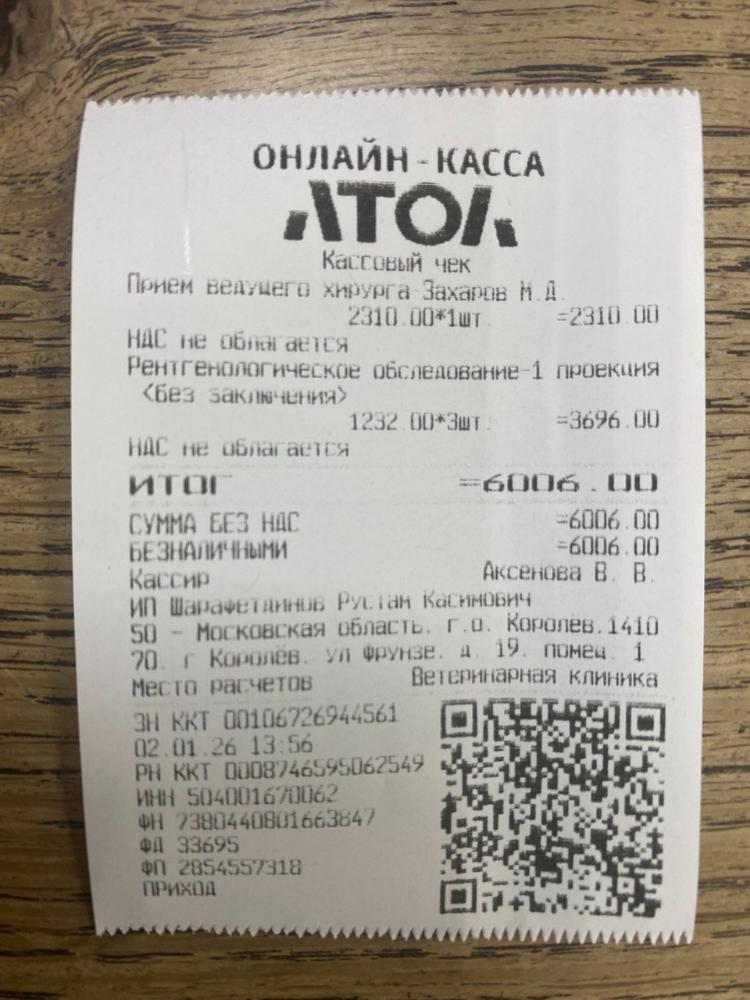 ОНЛАЙН-КАССА
АТОЛ
Кассовый чек
Прием ведущего хирурга Захаров М.Д.
2310.00*1шт. =2310.00
НДС не облагается
Рентгенологическое обследование-1 проекция
<без заключения>
1232.00*3шт. =3696.00
НДС не облагается
ИТОГ =6006.00
СУММА БЕЗ НДС =6006.00
БЕЗНАЛИЧНЫМИ =6006.00
Кассир Аксенова В. В.
ИП Шарафетдинов Рустам Касимович
50 - Московская область. г.о. Королёв.1410
70. г Королёв. ул Фрунзе. д. 19. помещ. 1
Место расчетов Ветеринарная клиника
ЗН ККТ 00106726944561
02.01.26 13:56
РН ККТ 0008746595062549
ИНН 504001670062
ФН 7380440801663847
ФД 33695
ФП 2854557318
ПРИХОД